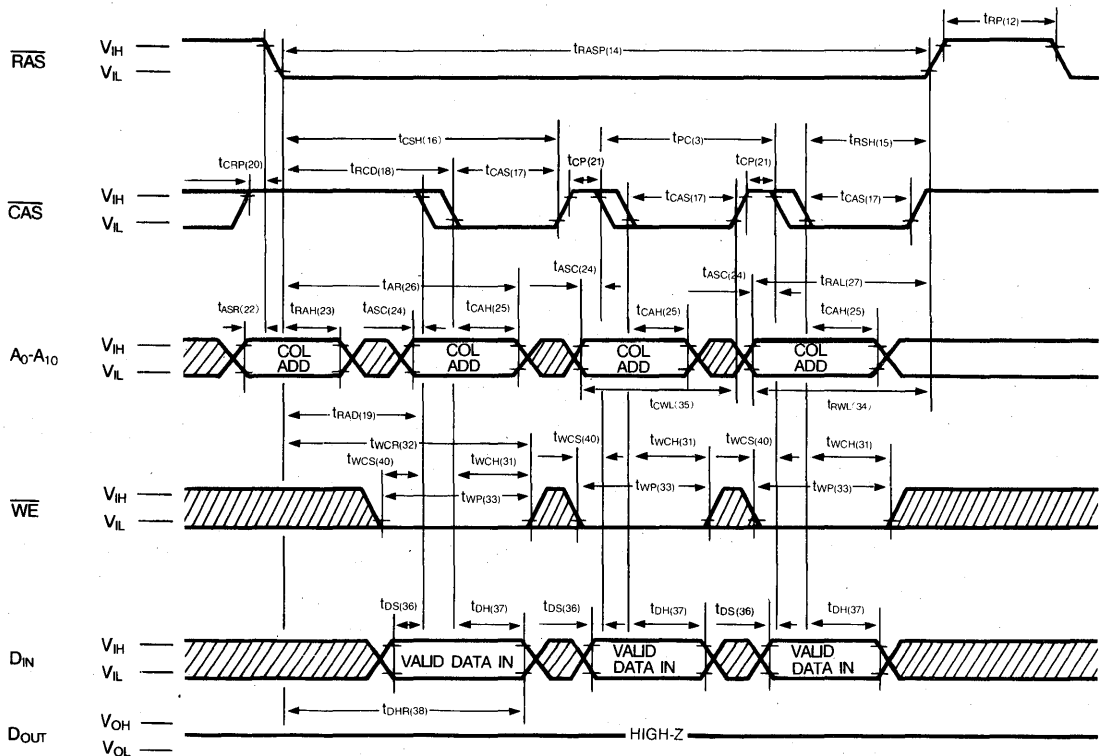 tRP(12)
RAS
VIH
VIL
tRASP(14)
tCSH(16)
tPC(3)
tRSH(15)
tCRP(20)
tRCD(18)
tCAS(17)
tCP(21)
tCP(21)
CAS
VIH
VIL
tCAS(17)
tCAS(17)
tASR(22)
tRAH(23)
tAR(26)
tASC(24)
tCAH(25)
tASC(24)
tCAH(25)
tASC(24)
tRAL(27)
tCAH(25)
A0-A10
VIH
VIL
COL
ADD
COL
ADD
COL
ADD
COL
ADD
tRAD(19)
tCWL(35)
tRWL(34)
tWCR(32)
tWCS(40)
tWCH(31)
tWCS(40)
tWCH(31)
tWCS(40)
tWCH(31)
WE
VIH
VIL
tWP(33)
tWP(33)
tWP(33)
tDS(36)
tDH(37)
tDS(36)
tDH(37)
tDS(36)
tDH(37)
DIN
VIH
VIL
VALID DATA IN
VALID
DATA IN
VALID
DATA IN
tDHR(38)
DOUT
VOH
VOL
HIGH-Z